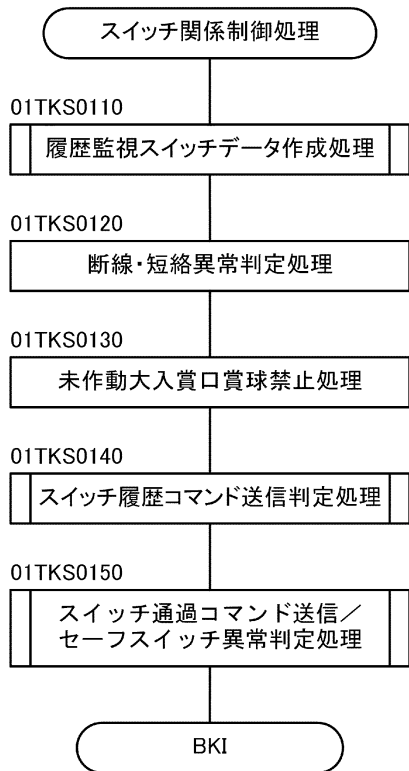 スイッチ関係制御処理
01TKS0110
履歴監視スイッチデータ作成処理
01TKS0120
断線・短絡異常判定処理
01TKS0130
未作動大入賞口賞球禁止処理
01TKS0140
スイッチ履歴コマンド送信判定処理
01TKS0150
スイッチ通過コマンド送信／
セーフスイッチ異常判定処理
BKI